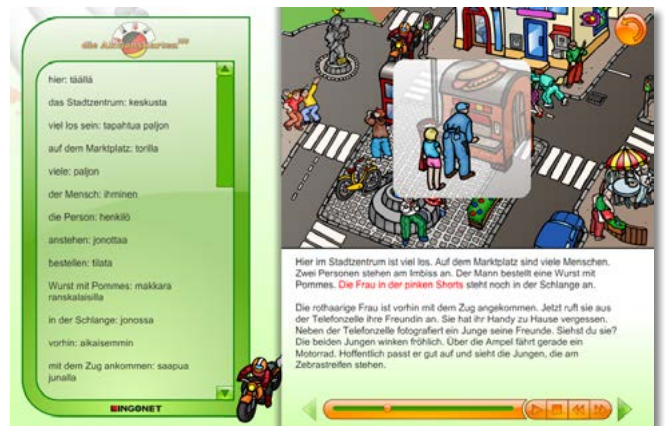 hier: täällä
das Stadtzentrum: keskusta
viel los sein: tapahtua paljon
auf dem Marktplatz: torilla
viele: paljon
der Mensch: ihminen
die Person: henkilö
anstehen: jonottaa
bestellen: tilata
Wurst mit Pommes: makkara
ranskalaisilla
in der Schlange: jonossa
vorhin: aikaisemmin
mit dem Zug ankommen: saapua
junalla
LINGONET
Hier im Stadtzentrum ist viel los. Auf dem Marktplatz sind viele Menschen.
Zwei Personen stehen am Imbiss an. Der Mann bestellt eine Wurst mit
Pommes. Die Frau in der pinken Shorts steht noch in der Schlange an.
Die rothaarige Frau ist vorhin mit dem Zug angekommen. Jetzt ruft sie aus
der Telefonzelle ihre Freundin an. Sie hat ihr Handy zu Hause vergessen.
Neben der Telefonzelle fotografiert ein Junge seine Freunde. Siehst du sie?
Die beiden Jungen winken fröhlich. Über die Ampel fährt gerade ein
Motorrad. Hoffentlich passt er gut auf und sieht die Jungen, die am
Zebrastreifen stehen.